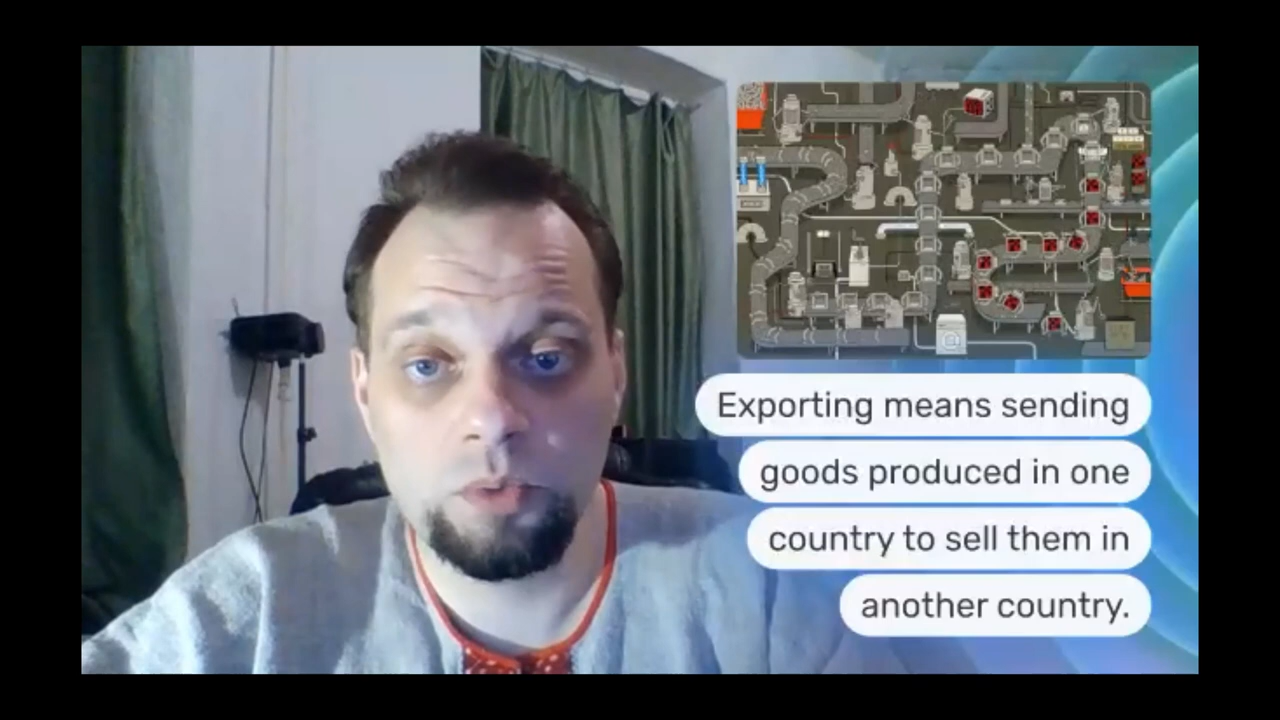 Exporting means sending
goods produced in one
country to sell them in
another country.